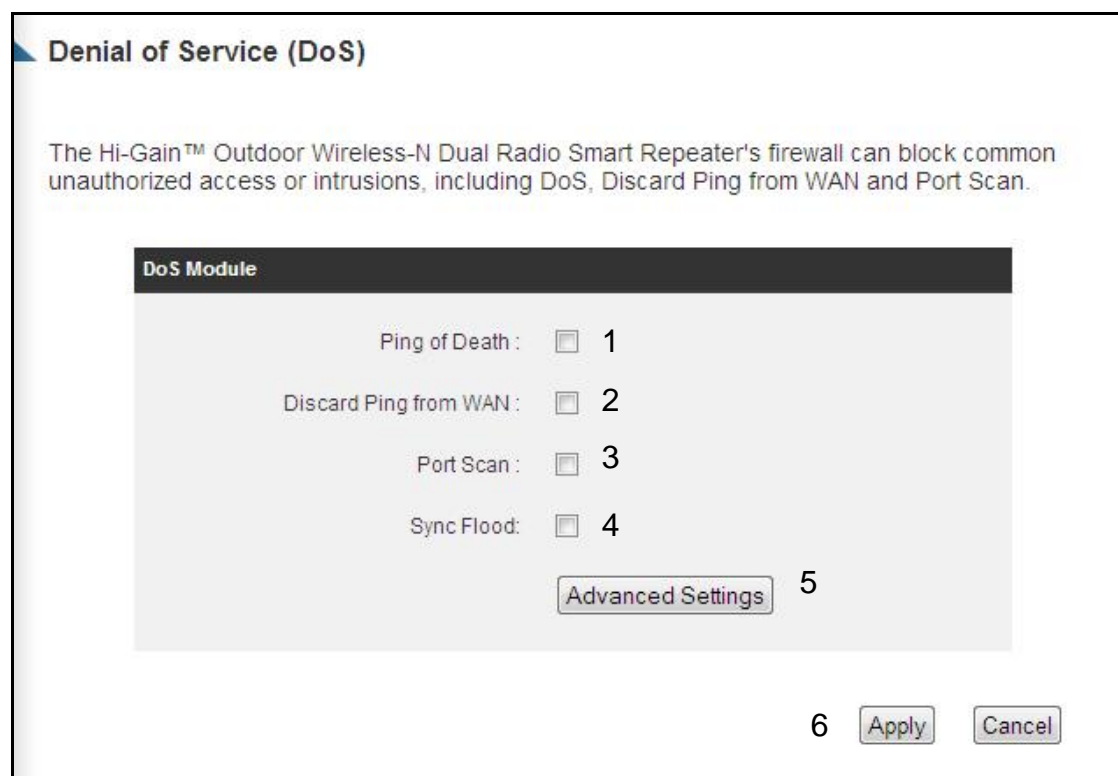 Denial of Service (DoS)
The Hi-Gain™ Outdoor Wireless-N Dual Radio Smart Repeater's firewall can block common
unauthorized access or intrusions, including DoS, Discard Ping from WAN and Port Scan.
DoS Module
Ping of Death : 1
Discard Ping from WAN : 2
Port Scan : 3
Sync Flood: 4
Advanced Settings 5
6 Apply Cancel